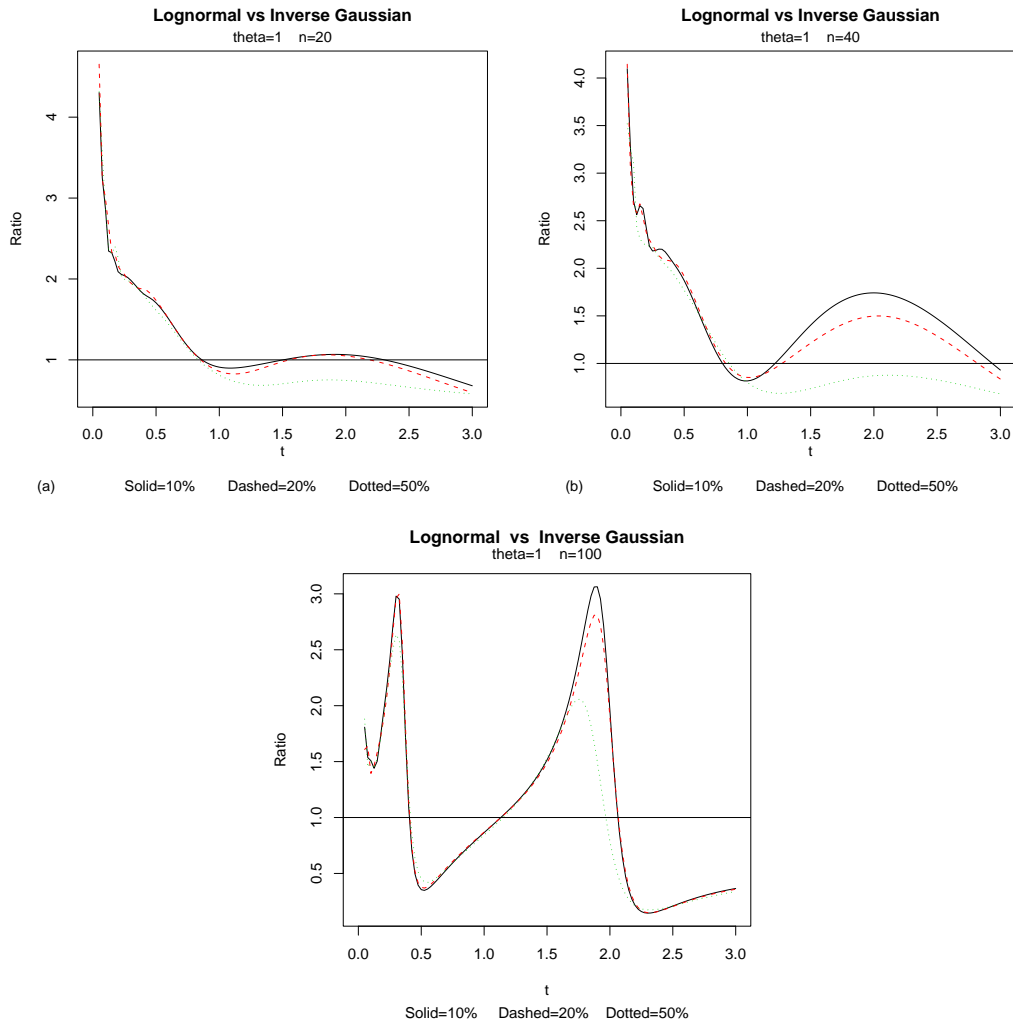 Lognormal vs Inverse Gaussian
theta=1 n=20
Ratio
4
3
2
1
0.0 0.5 1.0 1.5 2.0 2.5 3.0
t
(a) Solid=10% Dashed=20% Dotted=50%
Lognormal vs Inverse Gaussian
theta=1 n=40
Ratio
4.0
3.5
3.0
2.5
2.0
1.5
1.0
0.0 0.5 1.0 1.5 2.0 2.5 3.0
t
(b) Solid=10% Dashed=20% Dotted=50%
Lognormal vs Inverse Gaussian
theta=1 n=100
Ratio
3.0
2.5
2.0
1.5
1.0
0.5
0.0 0.5 1.0 1.5 2.0 2.5 3.0
t
Solid=10% Dashed=20% Dotted=50%